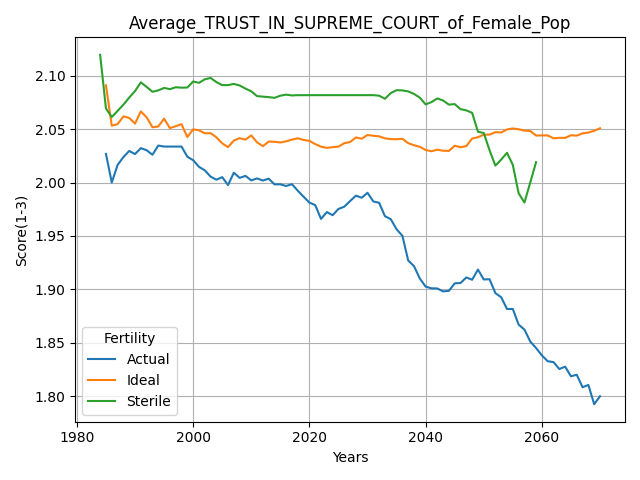 Average_TRUST_IN_SUPREME_COURT_of_Female_Pop
Score(1-3)
2.10
2.05
2.00
1.95
1.90
1.85
1.80
Fertility
Actual
Ideal
Sterile
1980 2000 2020 2040 2060
Years